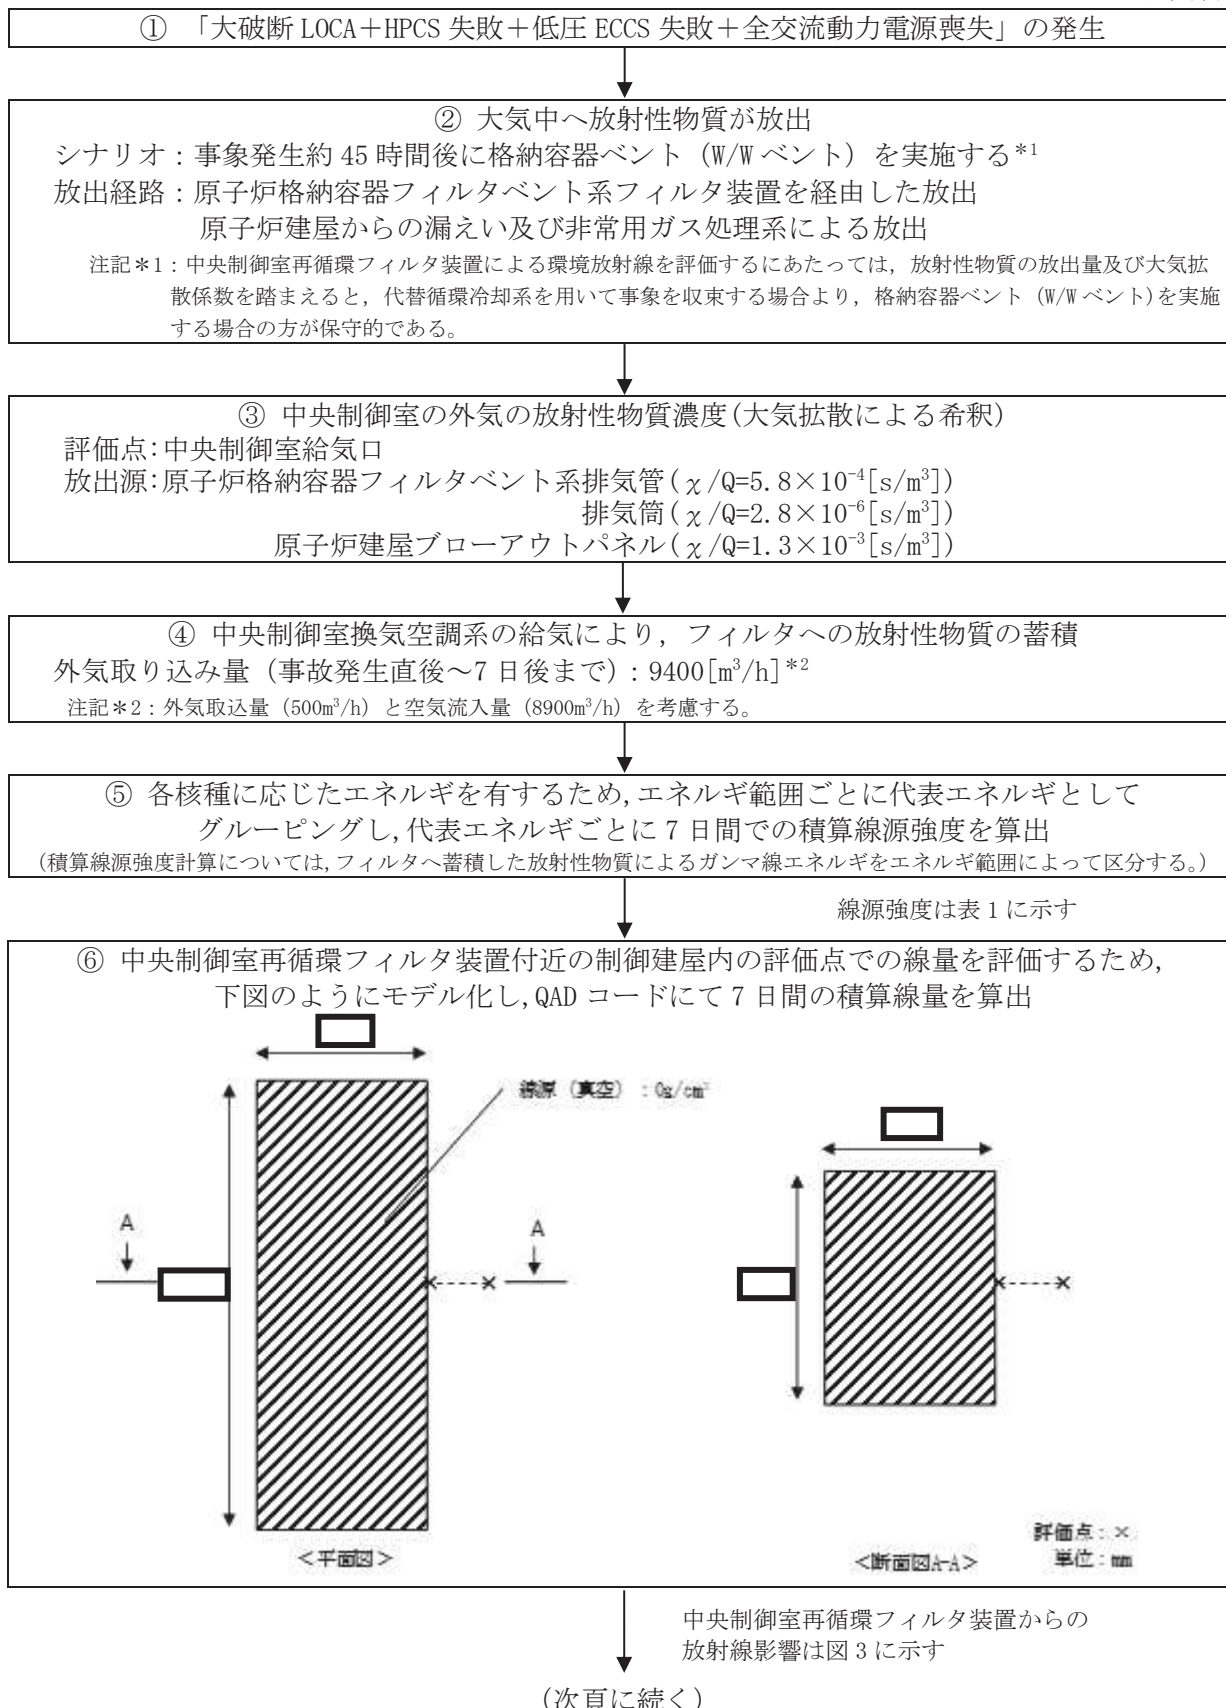 ① 「大破断 LOCA＋HPCS 失敗＋低圧 ECCS 失敗＋全交流動力電源喪失」の発生
② 大気中へ放射性物質が放出
シナリオ：事象発生約 45 時間後に格納容器ベント（W/W ベント）を実施する*1
放出経路：原子炉格納容器フィルタベント系フィルタ装置を経由した放出
原子炉建屋からの漏えい及び非常用ガス処理系による放出
注記＊1：中央制御室再循環フィルタ装置による環境放射線を評価するにあたっては，放射性物質の放出量及び大気拡
散係数を踏まえると，代替循環冷却系を用いて事象を収束する場合より，格納容器ベント（W/W ベント)を実施
する場合の方が保守的である。
③ 中央制御室の外気の放射性物質濃度(大気拡散による希釈)
評価点:中央制御室給気口
放出源:原子炉格納容器フィルタベント系排気管(χ/Q=5.8×10⁻⁴[s/m³])
排気筒(χ/Q=2.8×10⁻⁶[s/m³])
原子炉建屋ブローアウトパネル(χ/Q=1.3×10⁻³[s/m³])
④ 中央制御室換気空調系の給気により，フィルタへの放射性物質の蓄積
外気取り込み量（事故発生直後～7 日後まで）：9400[m³/h]*2
注記＊2：外気取込量（500m³/h）と空気流入量（8900m³/h）を考慮する。
⑤ 各核種に応じたエネルギを有するため,エネルギ範囲ごとに代表エネルギとして
グルーピングし,代表エネルギごとに 7 日間での積算線源強度を算出
(積算線源強度計算については,フィルタへ蓄積した放射性物質によるガンマ線エネルギをエネルギ範囲によって区分する。)
線源強度は表 1 に示す
⑥ 中央制御室再循環フィルタ装置付近の制御建屋内の評価点での線量を評価するため,
下図のようにモデル化し,QAD コードにて 7 日間の積算線量を算出
線源（真空）：0g/cm³
A
A
評価点：×
単位：mm
＜平面図＞
＜断面図A-A＞
中央制御室再循環フィルタ装置からの
放射線影響は図 3 に示す
(次頁に続く)